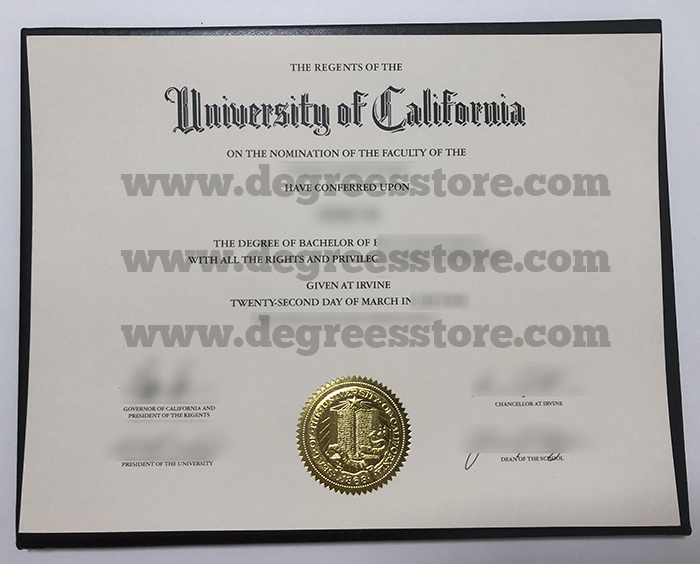 THE REGENTS OF THE
University of California
ON THE NOMINATION OF THE FACULTY OF THE
www.degreesstore.com
HAVE CONFERRED UPON
THE DEGREE OF BACHELOR OF
www.degreesstore.com
WITH ALL THE RIGHTS AND
GIVEN AT IRVINE
TWENTY-SECOND DAY OF MARCH IN
www.degreesstore.com
GOVERNOR OF CALIFORNIA AND
PRESIDENT OF THE REGENTS
CHANCELLOR AT IRVINE
PRESIDENT OF THE UNIVERSITY
DEAN OF THE SCHOOL
1868